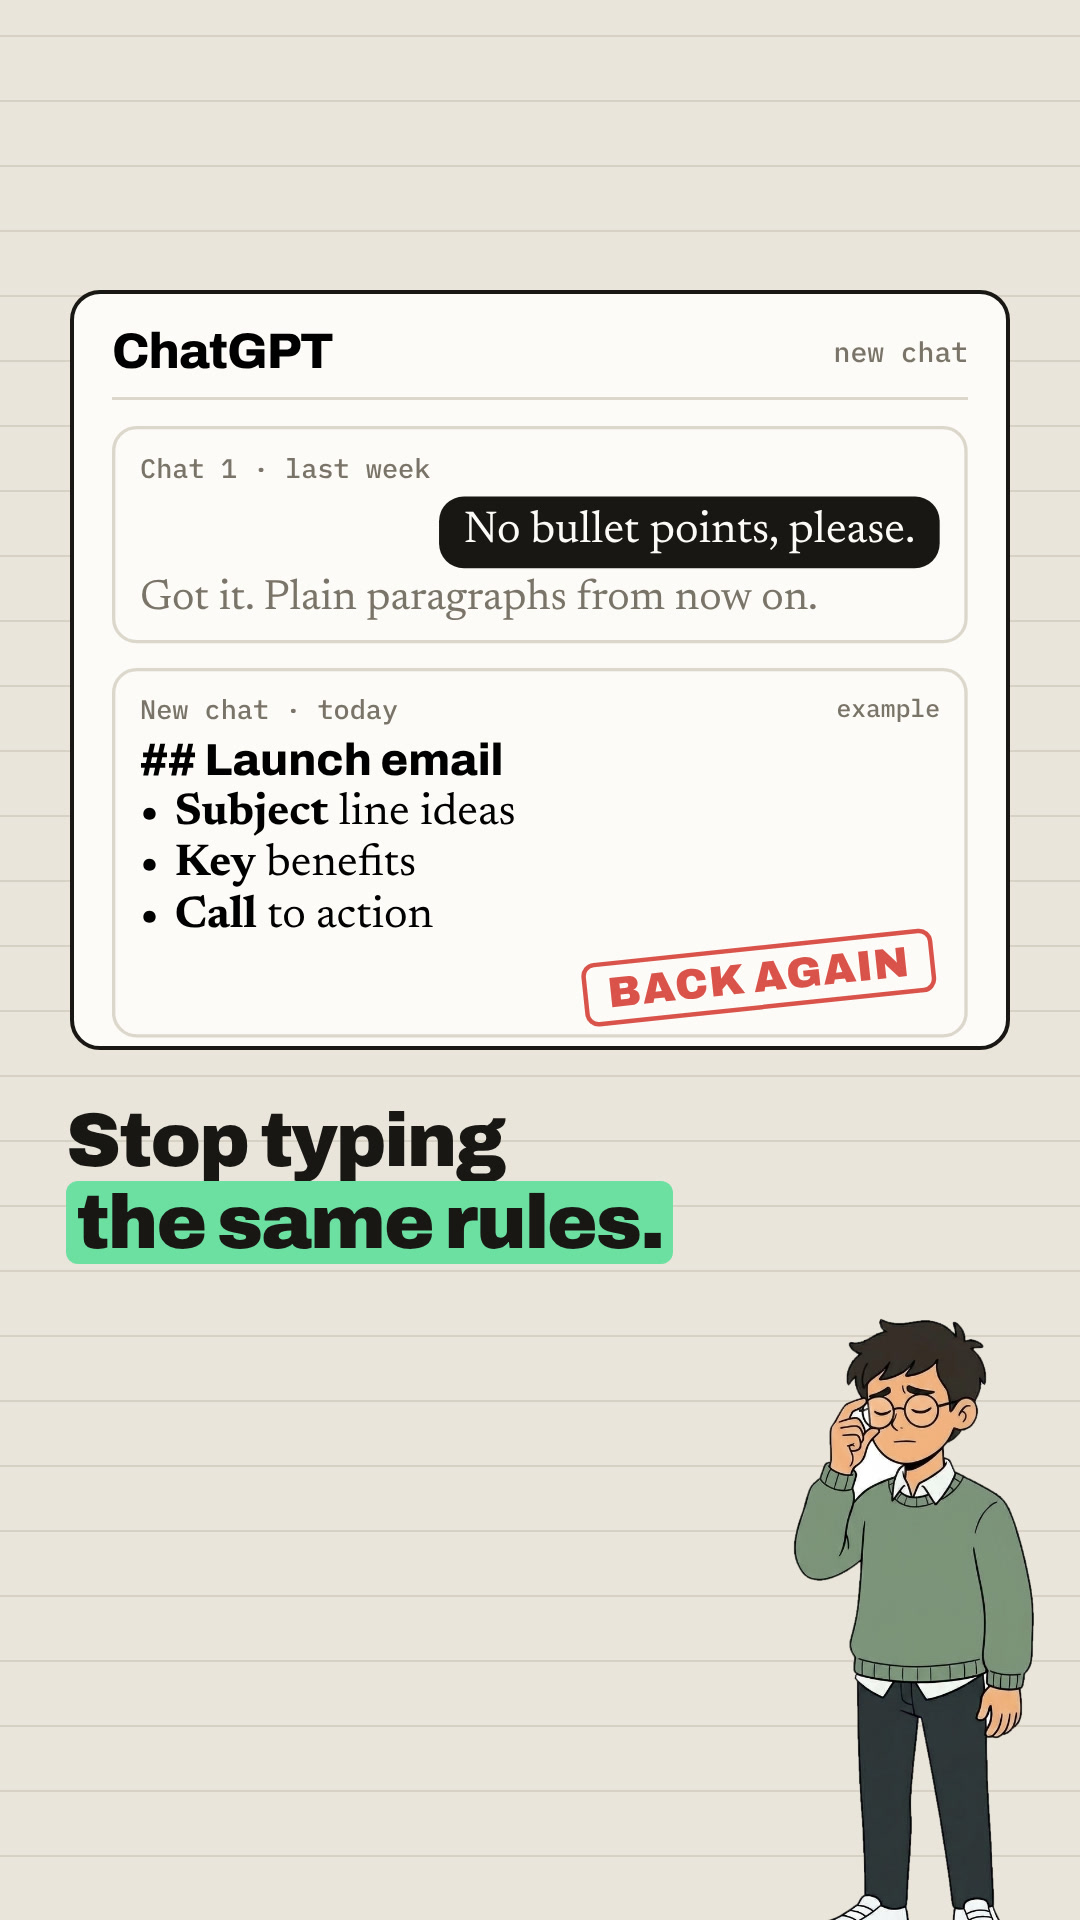 ChatGPT
new chat
Chat 1 · last week
No bullet points, please.
Got it. Plain paragraphs from now on.
New chat · today
example
## Launch email
• Subject line ideas
• Key benefits
• Call to action
BACK AGAIN
Stop typing
the same rules.